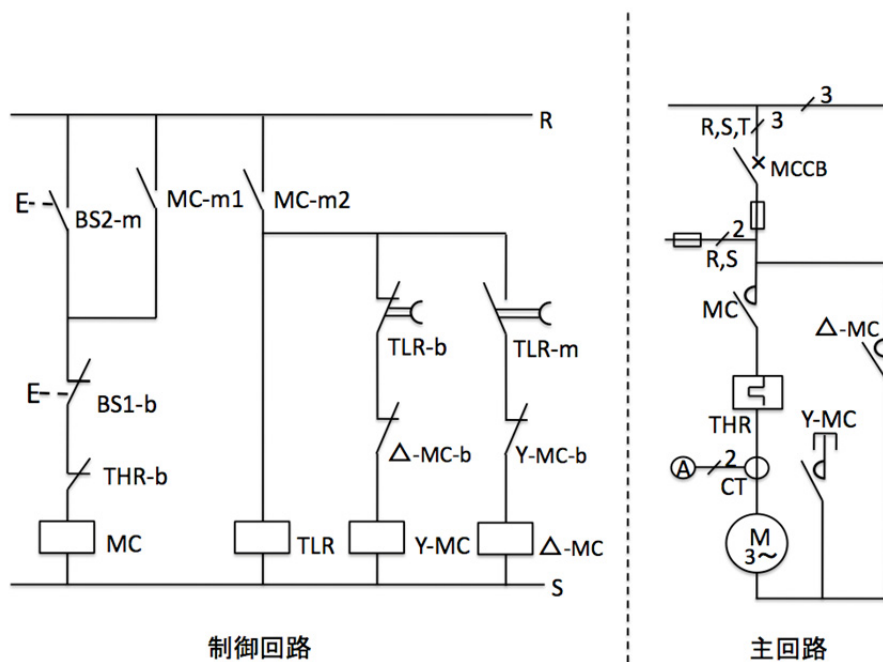 R
E
BS2-m
MC-m1
MC-m2
TLR-b
TLR-m
E
BS1-b
THR-b
△-MC-b
Y-MC-b
MC
TLR
Y-MC
△-MC
S
制御回路
3
R,S,T
3
MCCB
2
R,S
MC
△-MC
THR
Y-MC
A
2
CT
M
3～
主回路